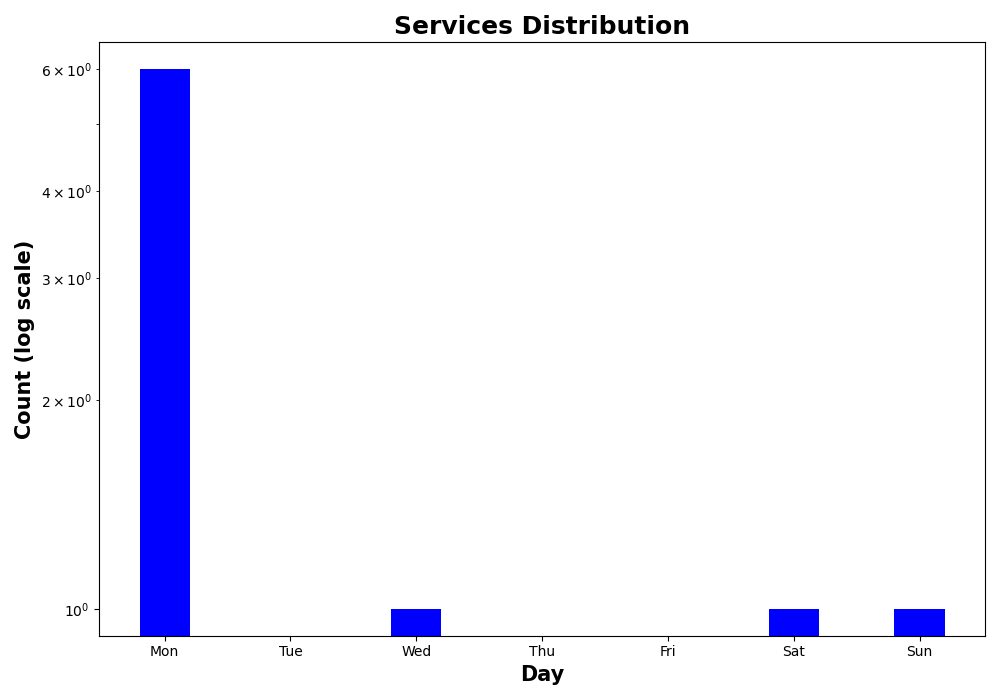 Services Distribution
Count (log scale)
6 × 10⁰
4 × 10⁰
3 × 10⁰
2 × 10⁰
10⁰
Mon Tue Wed Thu Fri Sat Sun
Day